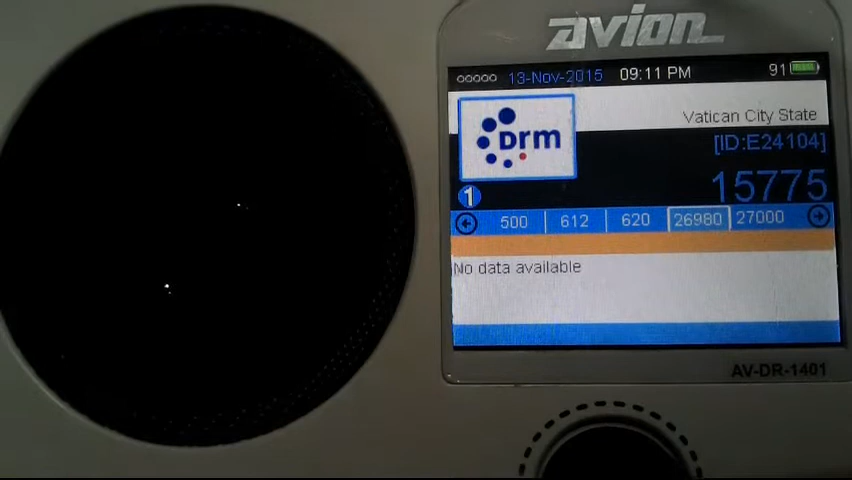 avion
13-Nov-2015 09:11 PM 91
Drm
Vatican City State
[ID:E24104]
15775
1
500 612 620 26980 27000
No data available
AV-DR-1401